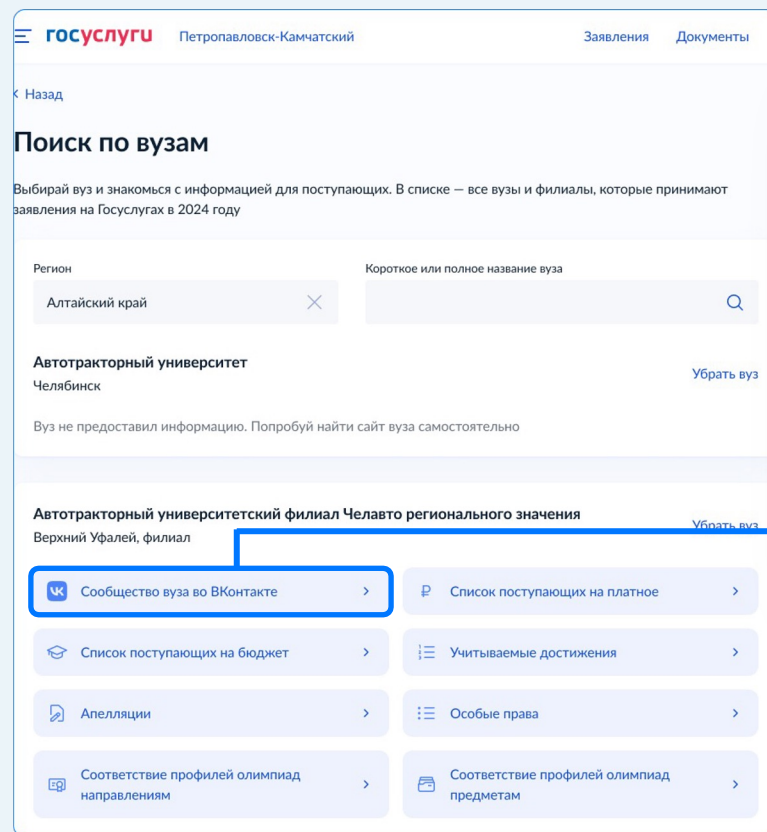 госуслуги Петропавловск-Камчатский Заявления Документы
Назад
Поиск по вузам
Выбирай вуз и знакомься с информацией для поступающих. В списке — все вузы и филиалы, которые принимают
заявления на Госуслугах в 2024 году
Регион Короткое или полное название вуза
Алтайский край
Автотракторный университет
Челябинск
Убрать вуз
Вуз не предоставил информацию. Попробуй найти сайт вуза самостоятельно
Автотракторный университетский филиал Челавто регионального значения
Верхний Уфалей, филиал
Убрать вуз
Сообщество вуза во ВКонтакте
Список поступающих на платное
Список поступающих на бюджет
Учитываемые достижения
Апелляции
Особые права
Соответствие профилей олимпиад
направлениям
Соответствие профилей олимпиад
предметам